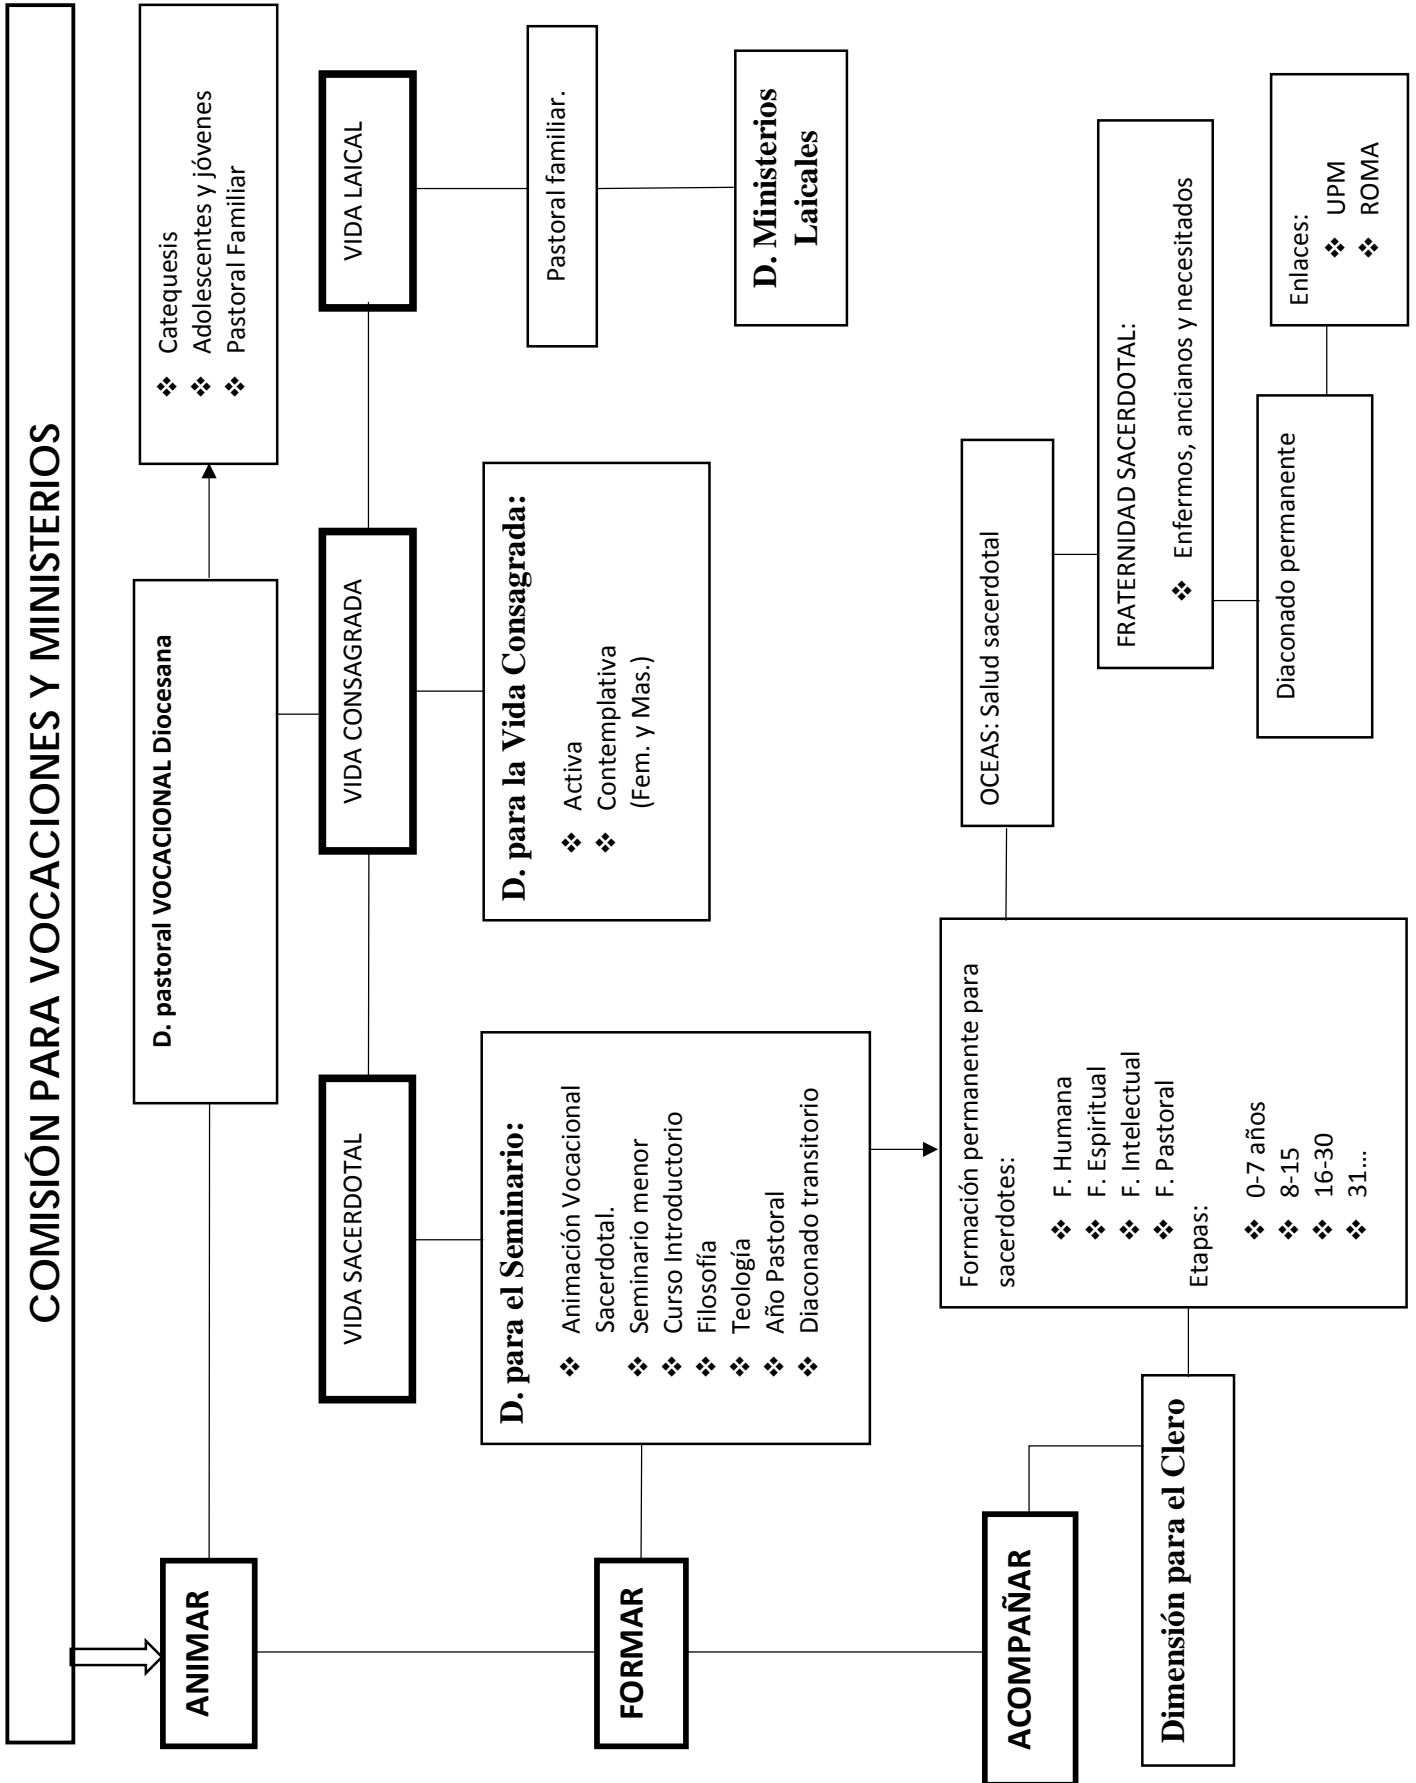 COMISIÓN PARA VOCACIONES Y MINISTERIOS
ANIMAR
D. pastoral VOCACIONAL Diocesana
❖ Catequesis
❖ Adolescentes y jóvenes
❖ Pastoral Familiar
VIDA SACERDOTAL
VIDA CONSAGRADA
VIDA LAICAL
FORMAR
D. para el Seminario:
❖ Animación Vocacional
Sacerdotal.
❖ Seminario menor
❖ Curso Introductorio
❖ Filosofía
❖ Teología
❖ Año Pastoral
❖ Diaconado transitorio
D. para la Vida Consagrada:
❖ Activa
❖ Contemplativa
(Fem. y Mas.)
Pastoral familiar.
D. Ministerios
Laicales
ACOMPAÑAR
Dimensión para el Clero
Formación permanente para
sacerdotes:
❖ F. Humana
❖ F. Espiritual
❖ F. Intelectual
❖ F. Pastoral
Etapas:
❖ 0-7 años
❖ 8-15
❖ 16-30
❖ 31...
OCEAS: Salud sacerdotal
FRATERNIDAD SACERDOTAL:
❖ Enfermos, ancianos y necesitados
Diaconado permanente
Enlaces:
❖ UPM
❖ ROMA